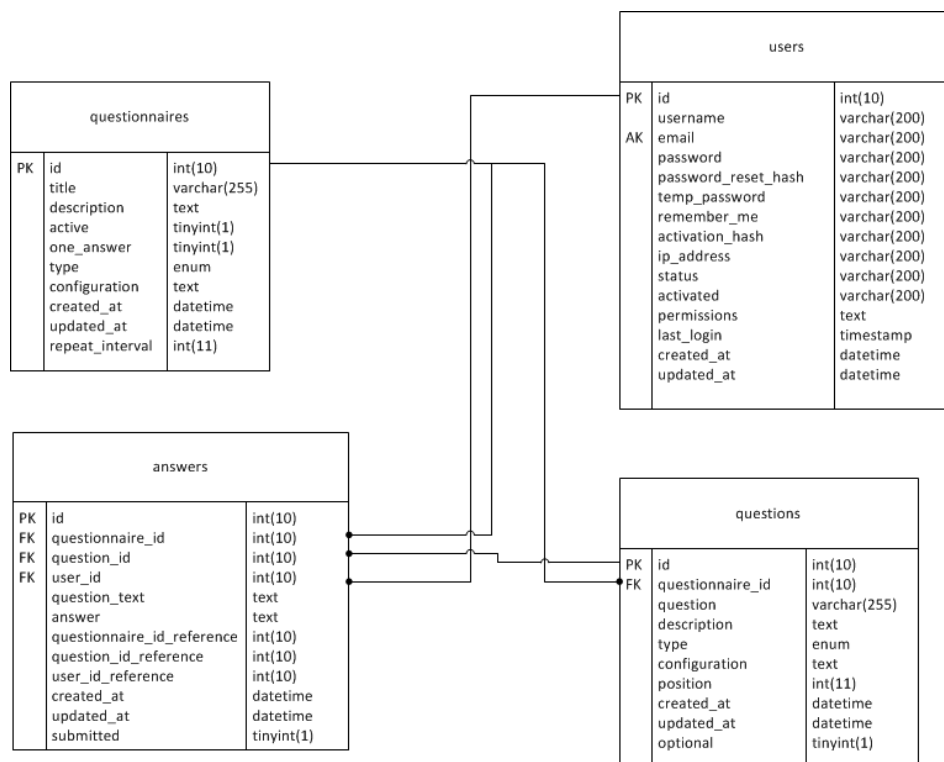 questionnaires
PK id int(10)
title varchar(255)
description text
active tinyint(1)
one_answer tinyint(1)
type enum
configuration text
created_at datetime
updated_at datetime
repeat_interval int(11)
users
PK id int(10)
username varchar(200)
AK email varchar(200)
password varchar(200)
password_reset_hash varchar(200)
temp_password varchar(200)
remember_me varchar(200)
activation_hash varchar(200)
ip_address varchar(200)
status varchar(200)
activated varchar(200)
permissions text
last_login timestamp
created_at datetime
updated_at datetime
answers
PK id int(10)
FK questionnaire_id int(10)
FK question_id int(10)
FK user_id int(10)
question_text text
answer text
questionnaire_id_reference int(10)
question_id_reference int(10)
user_id_reference int(10)
created_at datetime
updated_at datetime
submitted tinyint(1)
questions
PK id int(10)
FK questionnaire_id int(10)
question varchar(255)
description text
type enum
configuration text
position int(11)
created_at datetime
updated_at datetime
optional tinyint(1)